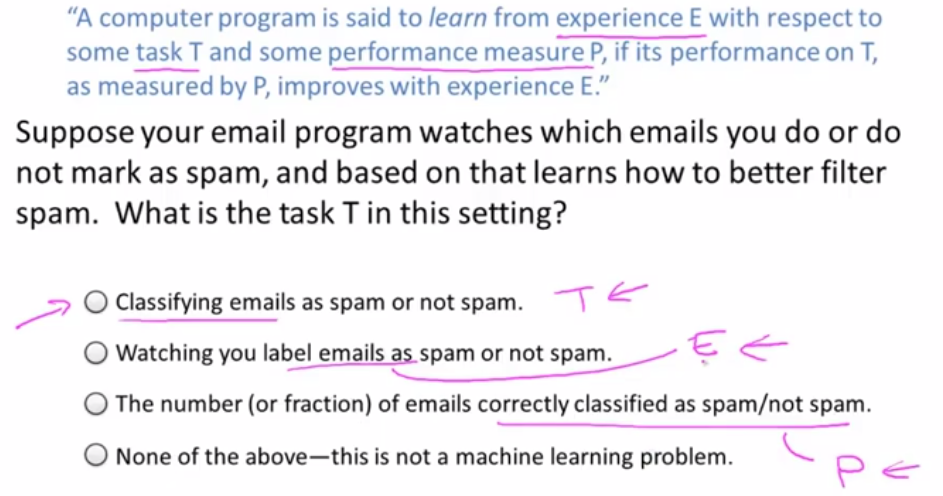 “A computer program is said to learn from experience E with respect to
some task T and some performance measure P, if its performance on T,
as measured by P, improves with experience E.”
Suppose your email program watches which emails you do or do
not mark as spam, and based on that learns how to better filter
spam.  What is the task T in this setting?
Classifying emails as spam or not spam. T
Watching you label emails as spam or not spam. E
The number (or fraction) of emails correctly classified as spam/not spam.
None of the above—this is not a machine learning problem. P